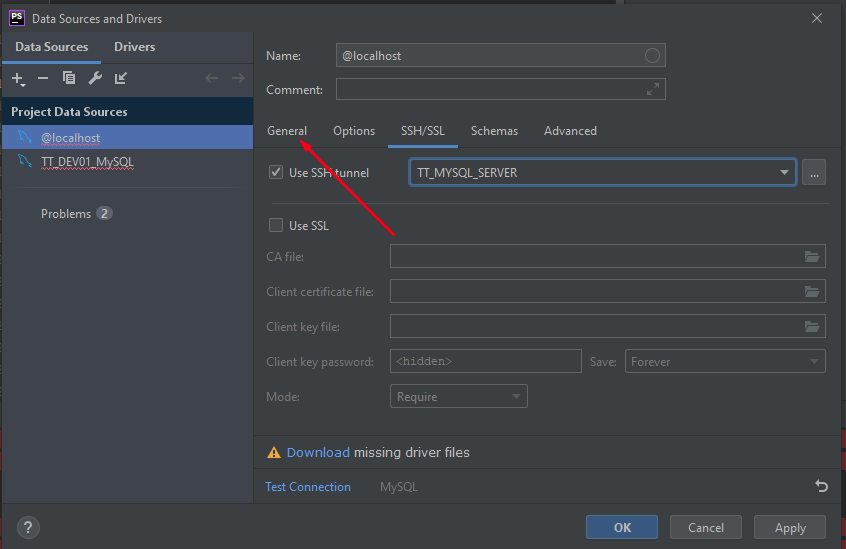 PS Data Sources and Drivers
Data Sources Drivers
Project Data Sources
@localhost
TT_DEV01_MySQL
Problems 2
Name: @localhost
Comment:
General Options SSH/SSL Schemas Advanced
Use SSH tunnel TT_MYSQL_SERVER ...
Use SSL
CA file:
Client certificate file:
Client key file:
Client key password: <hidden> Save: Forever
Mode: Require
Download missing driver files
Test Connection MySQL
? OK Cancel Apply